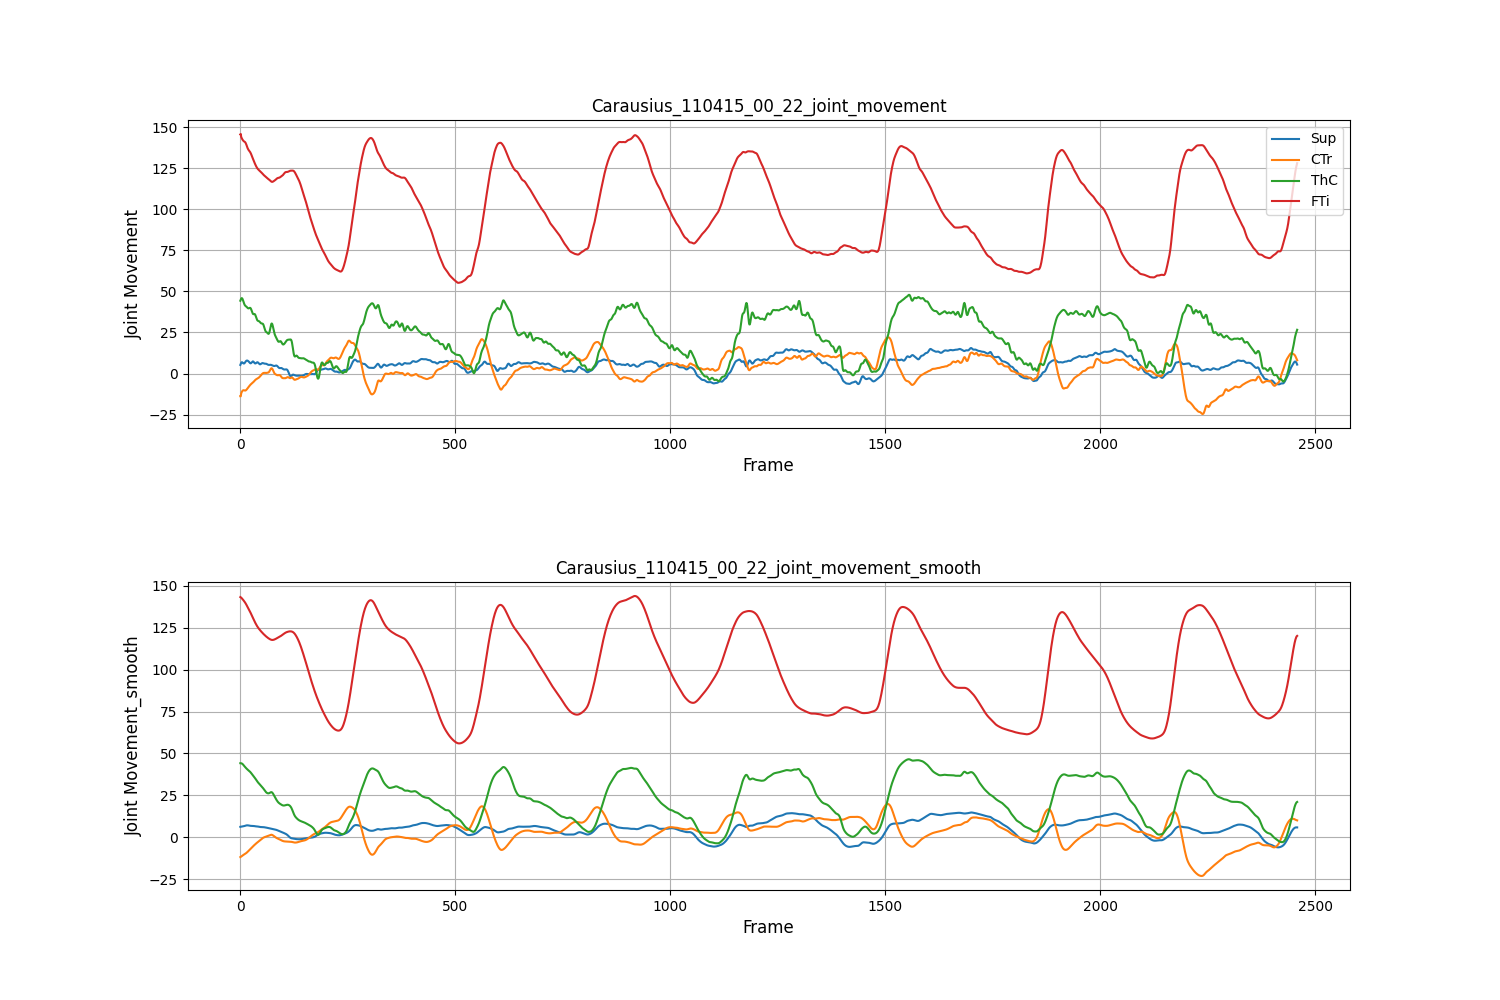 Carausius_110415_00_22_joint_movement
Joint Movement
150
125
100
75
50
25
0
−25
Sup
CTr
ThC
FTi
0 500 1000 1500 2000 2500
Frame
Carausius_110415_00_22_joint_movement_smooth
Joint Movement_smooth
150
125
100
75
50
25
0
−25
0 500 1000 1500 2000 2500
Frame